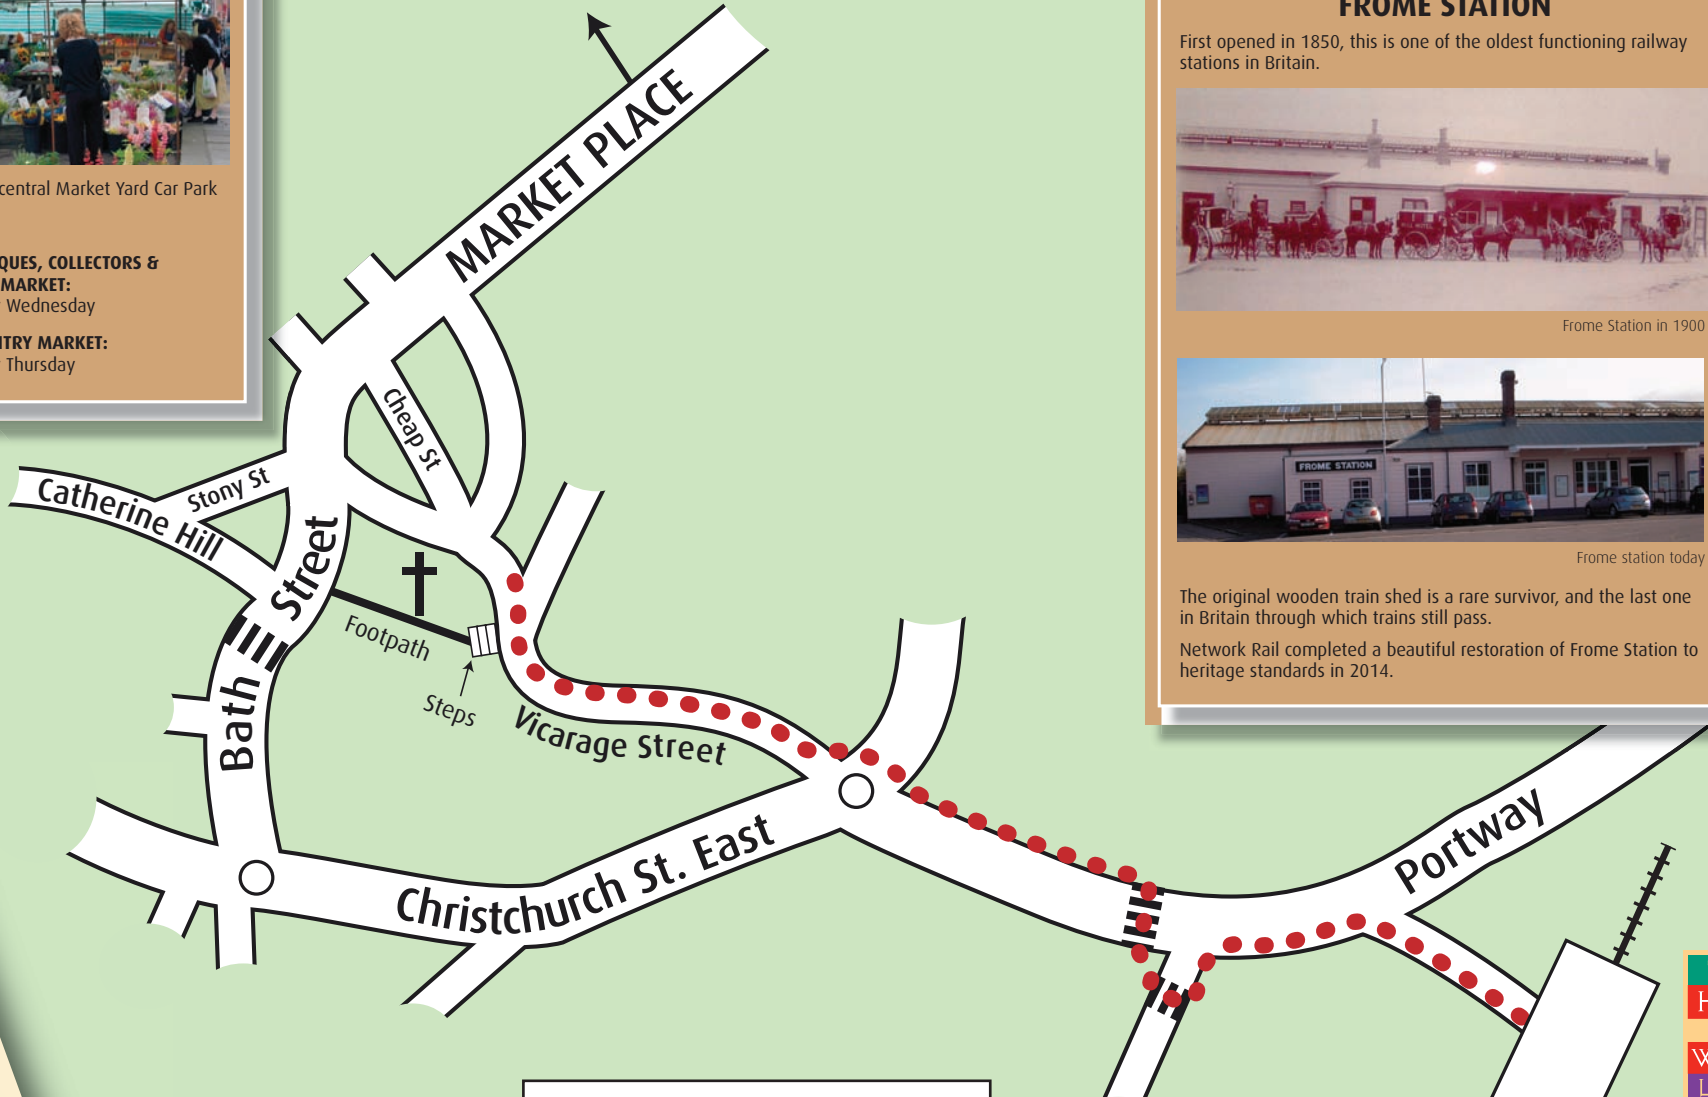 central Market Yard Car Park
QUES, COLLECTORS &
MARKET:
Wednesday
TRY MARKET:
Thursday
MARKET PLACE
Cheap St
Stony St
Catherine Hill
Bath Street
Footpath
Steps
Vicarage Street
Christchurch St. East
Portway
FROME STATION
First opened in 1850, this is one of the oldest functioning railway
stations in Britain.
Frome Station in 1900
FROME STATION
Frome station today
The original wooden train shed is a rare survivor, and the last one
in Britain through which trains still pass.
Network Rail completed a beautiful restoration of Frome Station to
heritage standards in 2014.
H
W
L